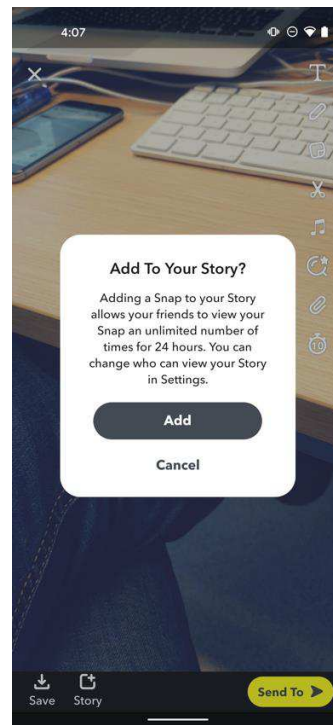 4:07
T
Add To Your Story?
Adding a Snap to your Story
allows your friends to view your
Snap an unlimited number of
times for 24 hours. You can
change who can view your Story
in Settings.
10
Add
Cancel
Save
Story
Send To